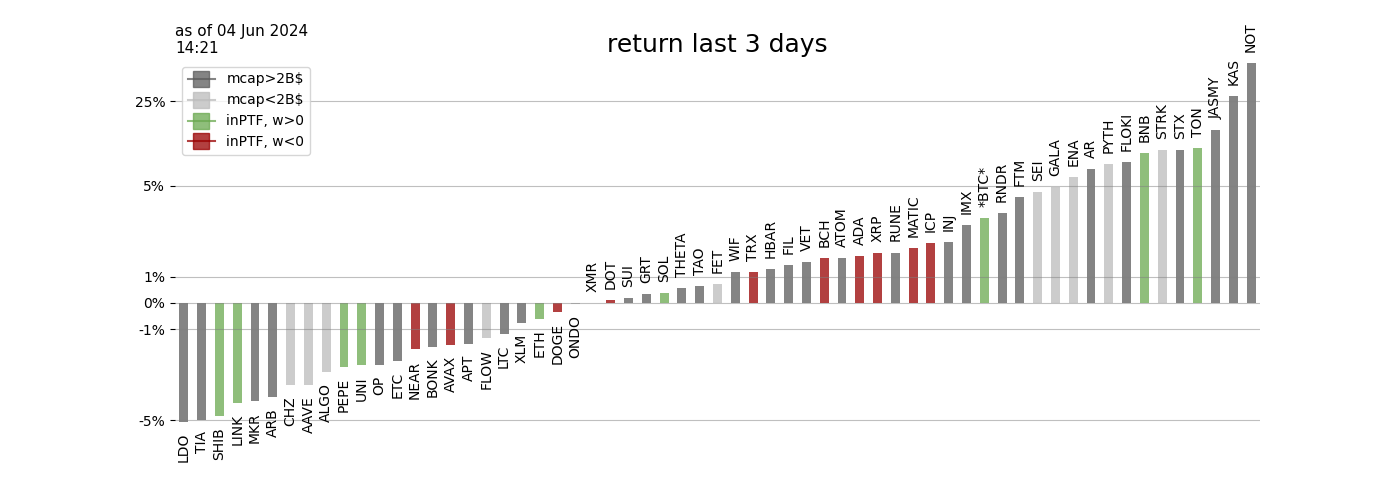 as of 04 Jun 2024
14:21
return last 3 days
mcap>2B$
mcap<2B$
inPTF, w>0
inPTF, w<0
25%
5%
1%
0%
-1%
-5%
LDO
TIA
SHIB
LINK
MKR
ARB
CHZ
AAVE
ALGO
PEPE
UNI
OP
ETC
NEAR
BONK
AVAX
APT
FLOW
LTC
XLM
ETH
DOGE
ONDO
XMR
DOT
SUI
GRT
SOL
THETA
TAO
FET
WIF
TRX
HBAR
FIL
VET
BCH
ATOM
ADA
XRP
RUNE
MATIC
ICP
INJ
IMX
*BTC*
RNDR
FTM
SEI
GALA
ENA
AR
PYTH
FLOKI
BNB
STRK
STX
TON
JASMY
KAS
NOT